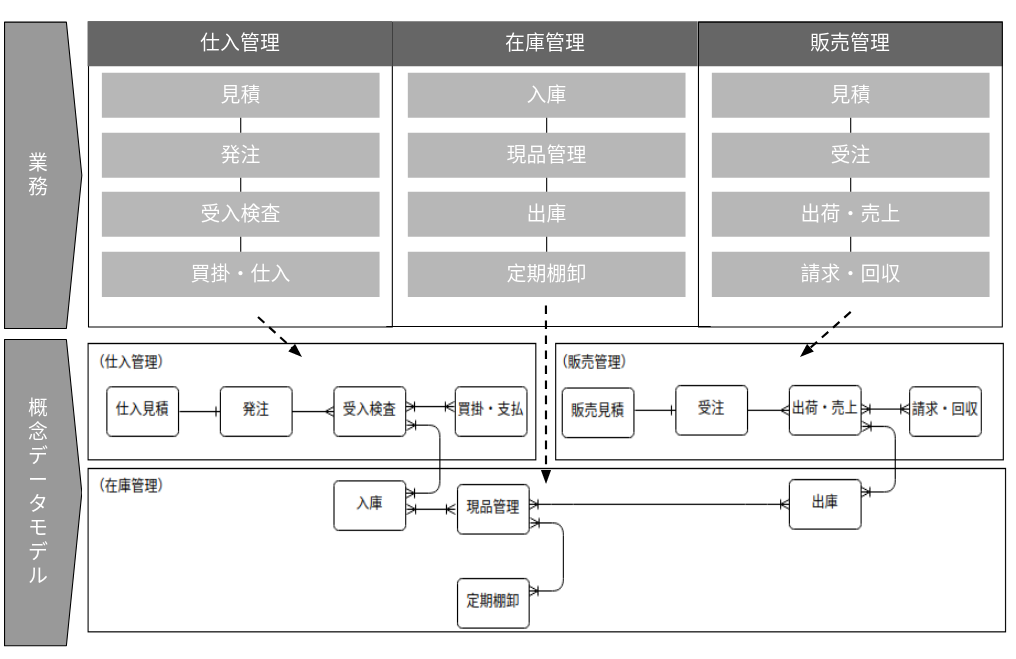 業務
仕入管理
在庫管理
販売管理
見積
発注
受入検査
買掛・仕入
入庫
現品管理
出庫
定期棚卸
見積
受注
出荷・売上
請求・回収
概念データモデル
(仕入管理)
仕入見積
発注
受入検査
買掛・支払
(販売管理)
販売見積
受注
出荷・売上
請求・回収
(在庫管理)
入庫
現品管理
出庫
定期棚卸